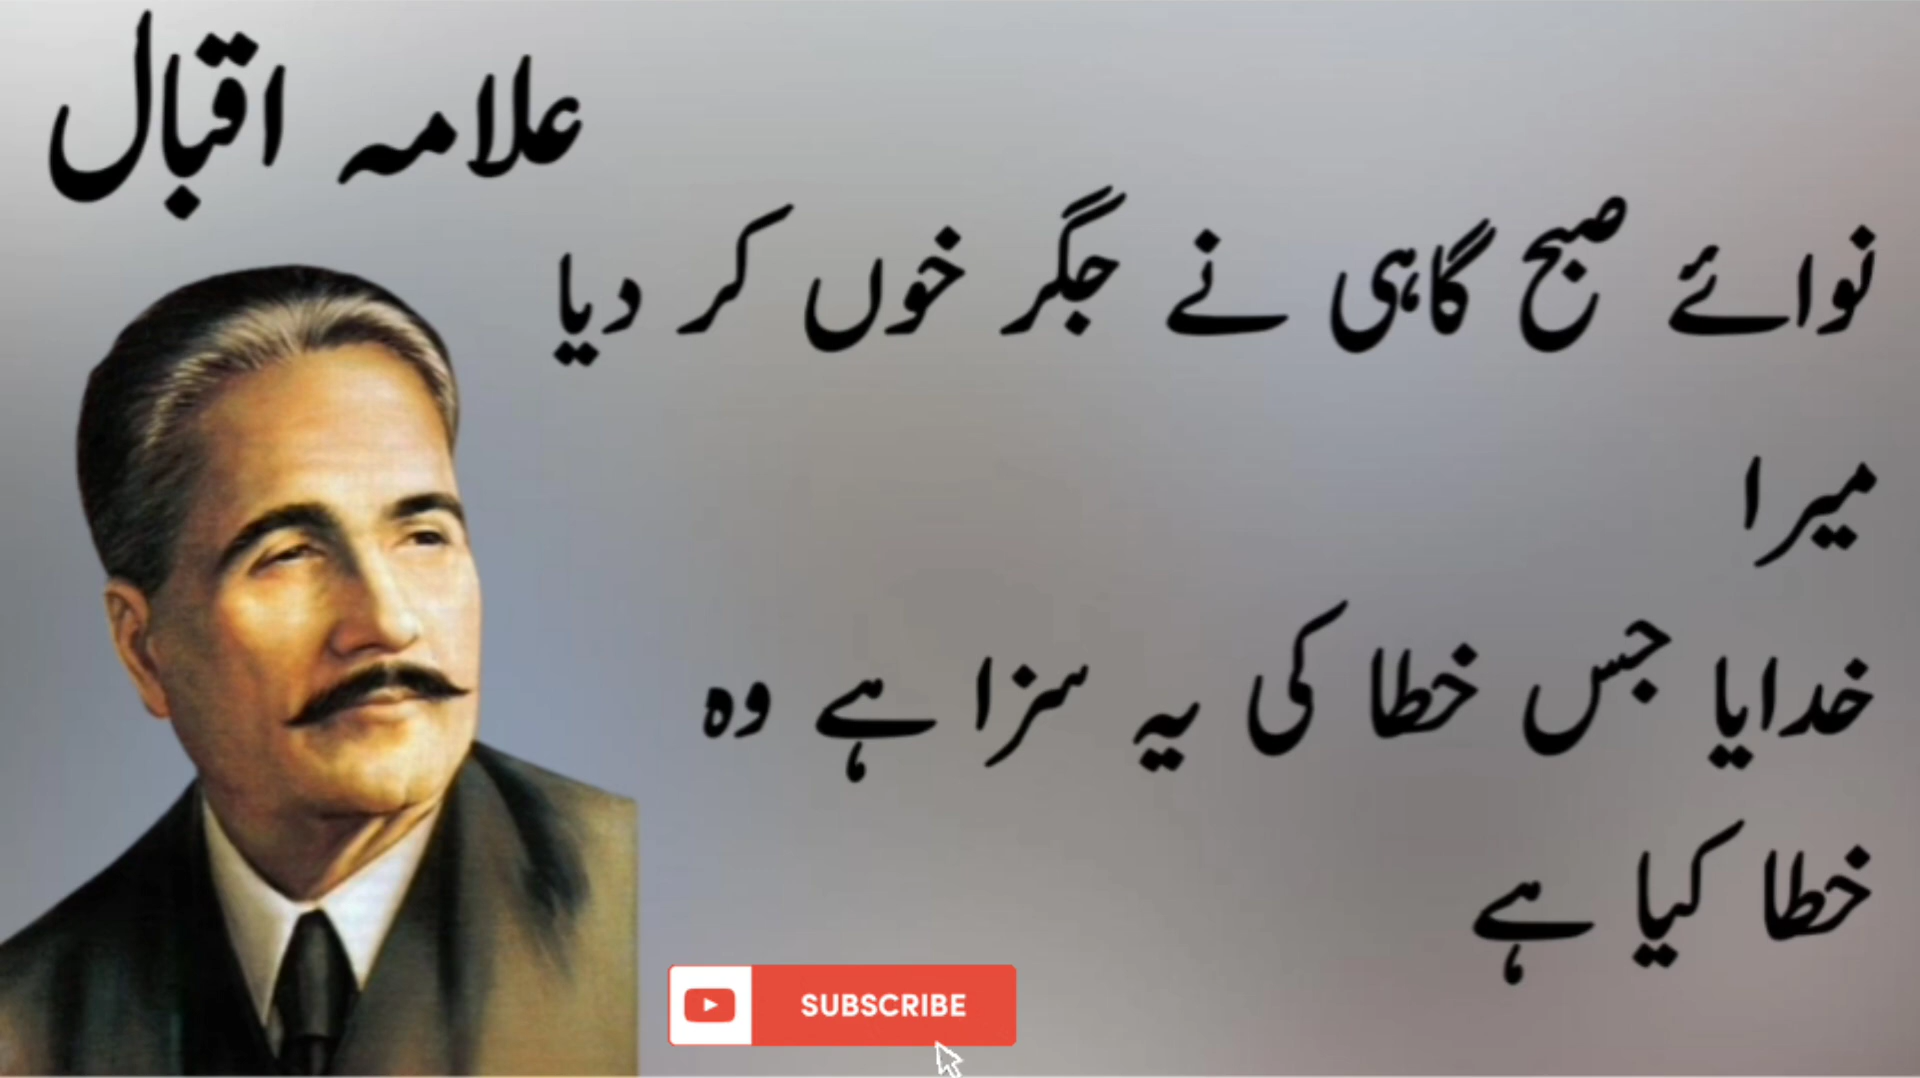 علامہ اقبال
نوائے صبح گاہی نے جگر خوں کر دیا
میرا
خدایا جس خطا کی یہ سزا ہے وہ
خطا کیا ہے
SUBSCRIBE